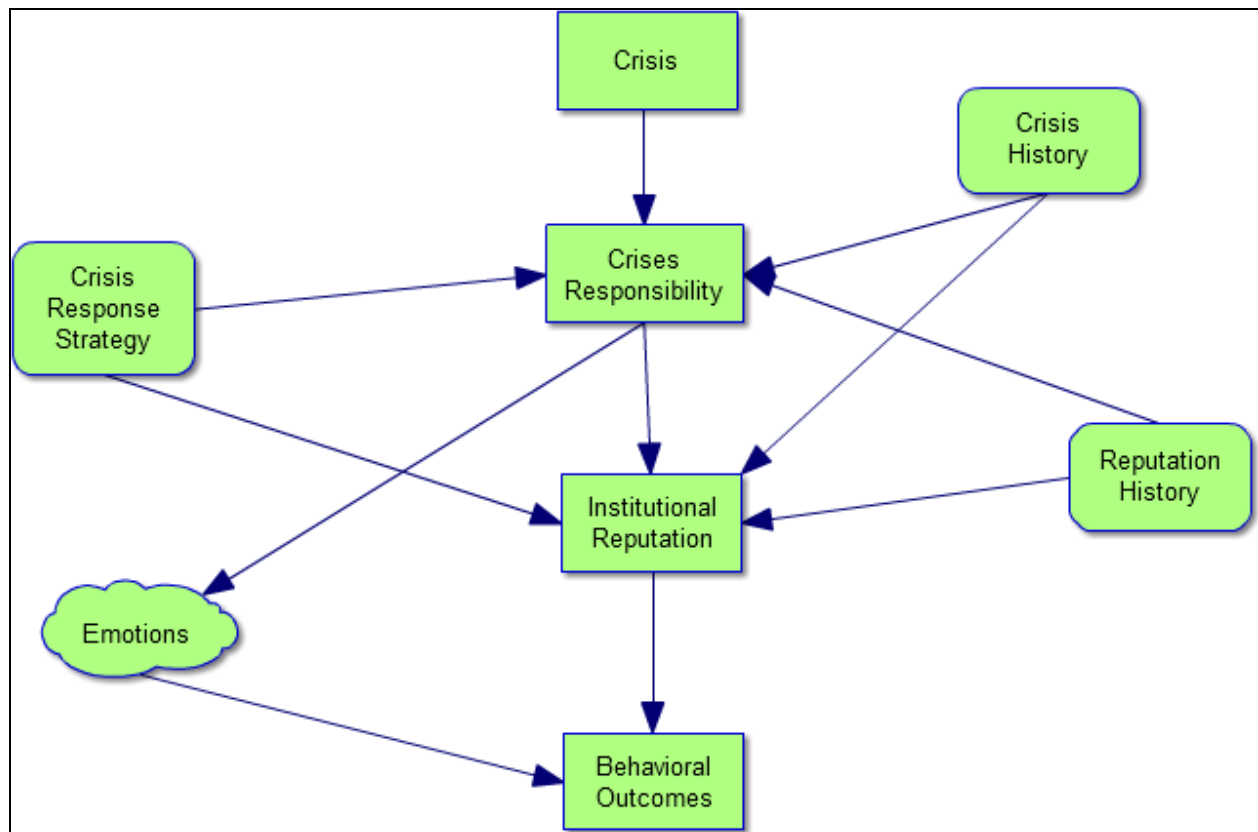 Crisis
Crisis
History
Crises
Responsibility
Crisis
Response
Strategy
Reputation
History
Institutional
Reputation
Emotions
Behavioral
Outcomes